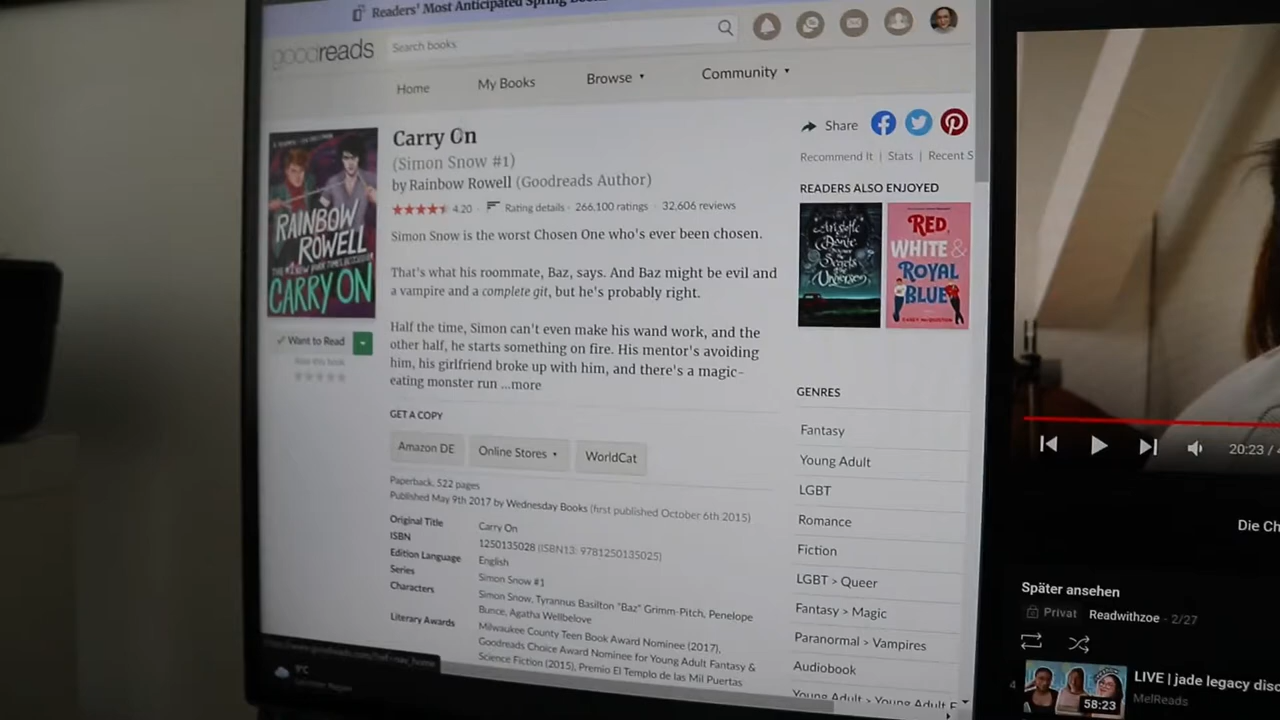 Readers' Most Anticipated Spring
goodreads
Search books
Home
My Books
Browse
Community
RAINBOW
ROWELL
CARRY ON
Want to Read
Carry On
(Simon Snow #1)
by Rainbow Rowell (Goodreads Author)
4.20 Rating details · 266,100 ratings · 32,606 reviews
Simon Snow is the worst Chosen One who's ever been chosen.
That's what his roommate, Baz, says. And Baz might be evil and
a vampire and a complete git, but he's probably right.
Half the time, Simon can't even make his wand work, and the
other half, he starts something on fire. His mentor's avoiding
him, his girlfriend broke up with him, and there's a magic-
eating monster run ...more
GET A COPY
Amazon DE
Online Stores
WorldCat
Paperback, 522 pages
Published May 9th 2017 by Wednesday Books (first published October 6th 2015)
Original Title
Carry On
ISBN
1250135028 (ISBN13: 9781250135025)
Edition Language
English
Series
Simon Snow #1
Characters
Simon Snow, Tyrannus Basilton "Baz" Grimm-Pitch, Penelope
Bunce, Agatha Wellbelove
Literary Awards
Milwaukee County Teen Book Award Nominee (2017),
Goodreads Choice Award Nominee for Young Adult Fantasy &
Science Fiction (2015), Premio El Templo de las Mil Puertas
9°C
Share
Recommend It | Stats | Recent S
READERS ALSO ENJOYED
Aristotle
Dante
Secrets
Universe
RED,
WHITE &
ROYAL
BLUE
GENRES
Fantasy
Young Adult
LGBT
Romance
Fiction
LGBT > Queer
Fantasy > Magic
Paranormal > Vampires
Audiobook
Young Adult > Young Adult F
20:23 /
Die Ch
Später ansehen
Privat Readwithzoe - 2/27
4
58:23
LIVE | jade legacy disc
MelReads